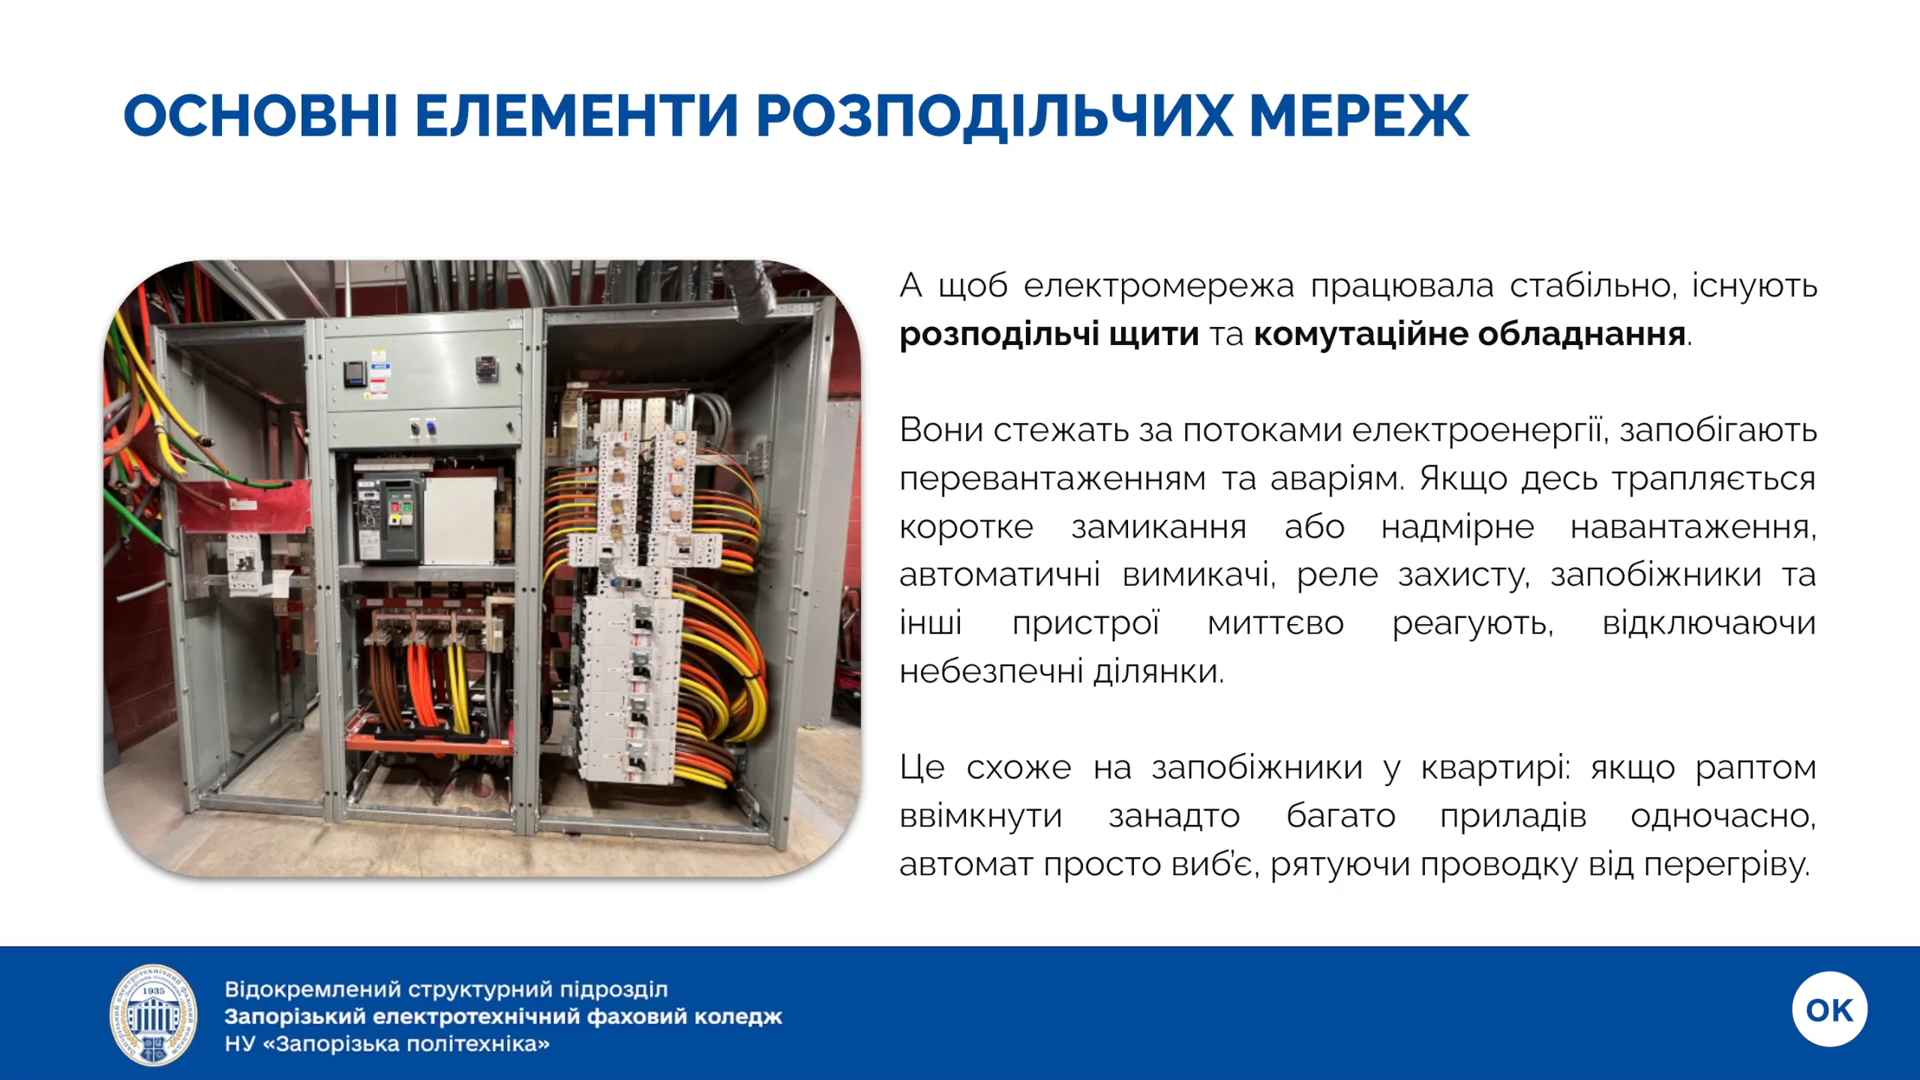 ОСНОВНІ ЕЛЕМЕНТИ РОЗПОДІЛЬЧИХ МЕРЕЖ
А щоб електромережа працювала стабільно, існують
розподільчі щити та комутаційне обладнання.
Вони стежать за потоками електроенергії, запобігають
перевантаженням та аваріям. Якщо десь трапляється
коротке замикання або надмірне навантаження,
автоматичні вимикачі, реле захисту, запобіжники та
інші пристрої миттєво реагують, відключаючи
небезпечні ділянки.
Це схоже на запобіжники у квартирі: якщо раптом
ввімкнути занадто багато приладів одночасно,
автомат просто виб'є, рятуючи проводку від перегріву.
1935
Відокремлений структурний підрозділ
Запорізький електротехнічний фаховий коледж
НУ «Запорізька політехніка»
ОК